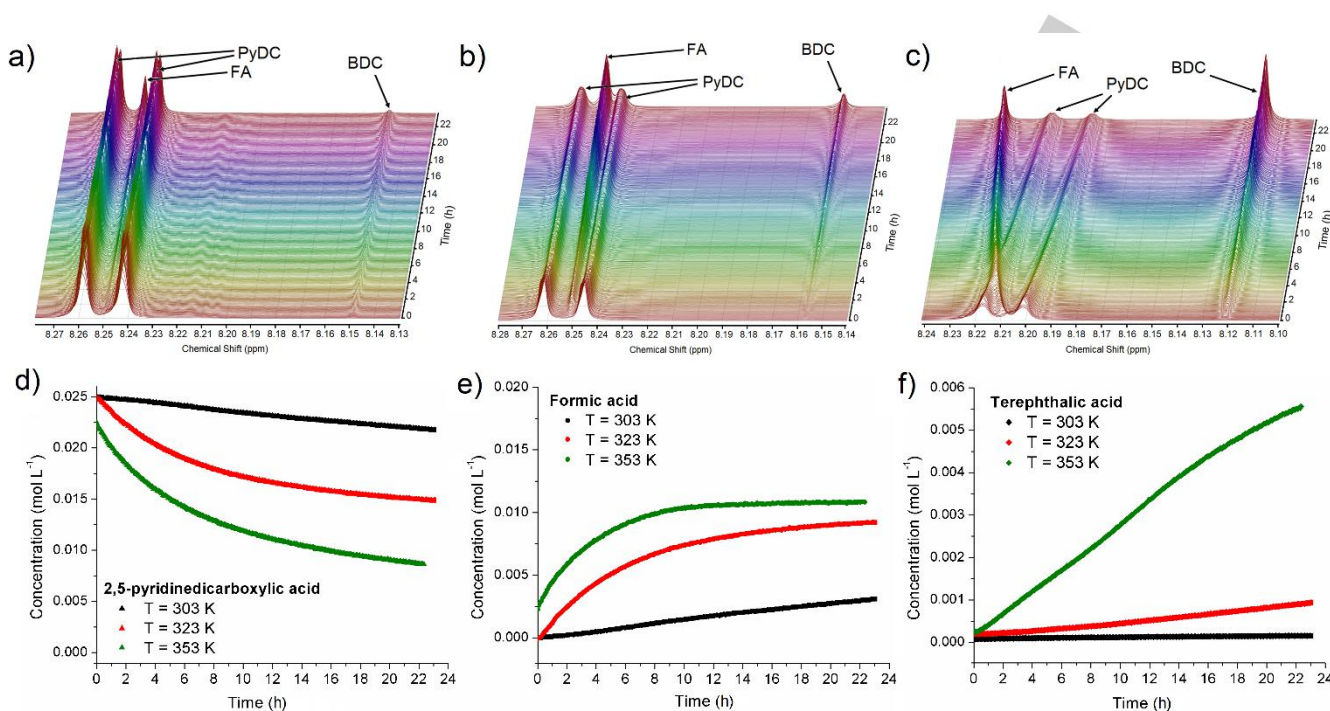 a)
PyDC
FA
BDC
22
20
18
16
14
12
10
8
6
4
2
0
Time (h)
8.27 8.26 8.25 8.24 8.23 8.22 8.21 8.20 8.19 8.18 8.17 8.16 8.15 8.14 8.13
Chemical Shift (ppm)
b)
FA
PyDC
BDC
22
20
18
16
14
12
10
8
6
4
2
0
Time (h)
8.28 8.27 8.26 8.25 8.24 8.23 8.22 8.21 8.20 8.19 8.18 8.17 8.16 8.15 8.14
Chemical Shift (ppm)
c)
FA
PyDC
BDC
22
20
18
16
14
12
10
8
6
4
2
0
Time (h)
8.24 8.23 8.22 8.21 8.20 8.19 8.18 8.17 8.16 8.15 8.14 8.13 8.12 8.11 8.10
Chemical Shift (ppm)
d)
Concentration (mol L⁻¹)
0.025
0.020
0.015
0.010
0.005
0.000
2,5-pyridinedicarboxylic acid
T = 303 K
T = 323 K
T = 353 K
0 2 4 6 8 10 12 14 16 18 20 22 24
Time (h)
e)
Concentration (mol L⁻¹)
0.020
0.015
0.010
0.005
0.000
Formic acid
T = 303 K
T = 323 K
T = 353 K
0 2 4 6 8 10 12 14 16 18 20 22 24
Time (h)
f)
Concentration (mol L⁻¹)
0.006
0.005
0.004
0.003
0.002
0.001
0.000
Terephthalic acid
T = 303 K
T = 323 K
T = 353 K
0 2 4 6 8 10 12 14 16 18 20 22 24
Time (h)